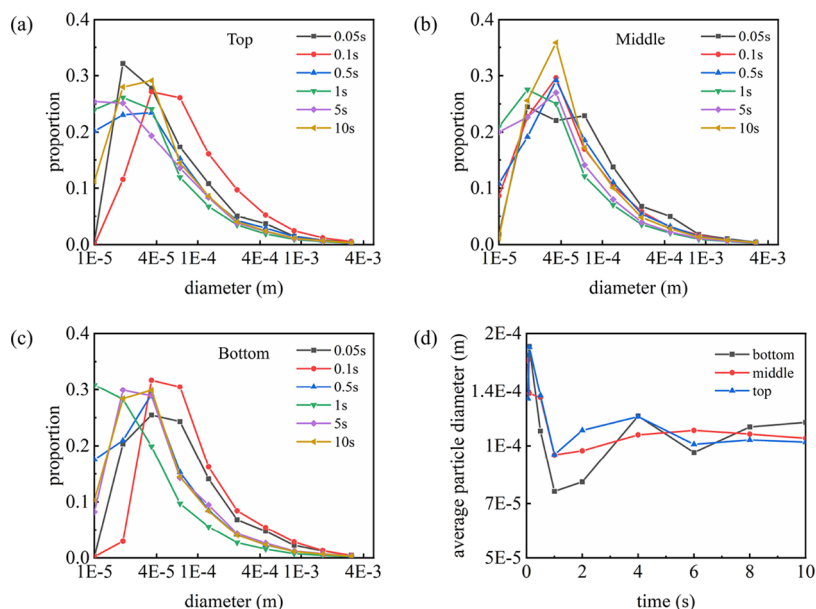 (a)
Top
0.4
0.3
0.2
0.1
0.0
proportion
1E-5
4E-5
1E-4
4E-4
1E-3
4E-3
diameter (m)
0.05s
0.1s
0.5s
1s
5s
10s
(b)
Middle
0.4
0.3
0.2
0.1
0.0
proportion
1E-5
4E-5
1E-4
4E-4
1E-3
4E-3
diameter (m)
0.05s
0.1s
0.5s
1s
5s
10s
(c)
Bottom
0.4
0.3
0.2
0.1
0.0
proportion
1E-5
4E-5
1E-4
4E-4
1E-3
4E-3
diameter (m)
0.05s
0.1s
0.5s
1s
5s
10s
(d)
2E-4
1.4E-4
1E-4
7E-5
5E-5
average particle diameter (m)
0
2
4
6
8
10
time (s)
bottom
middle
top